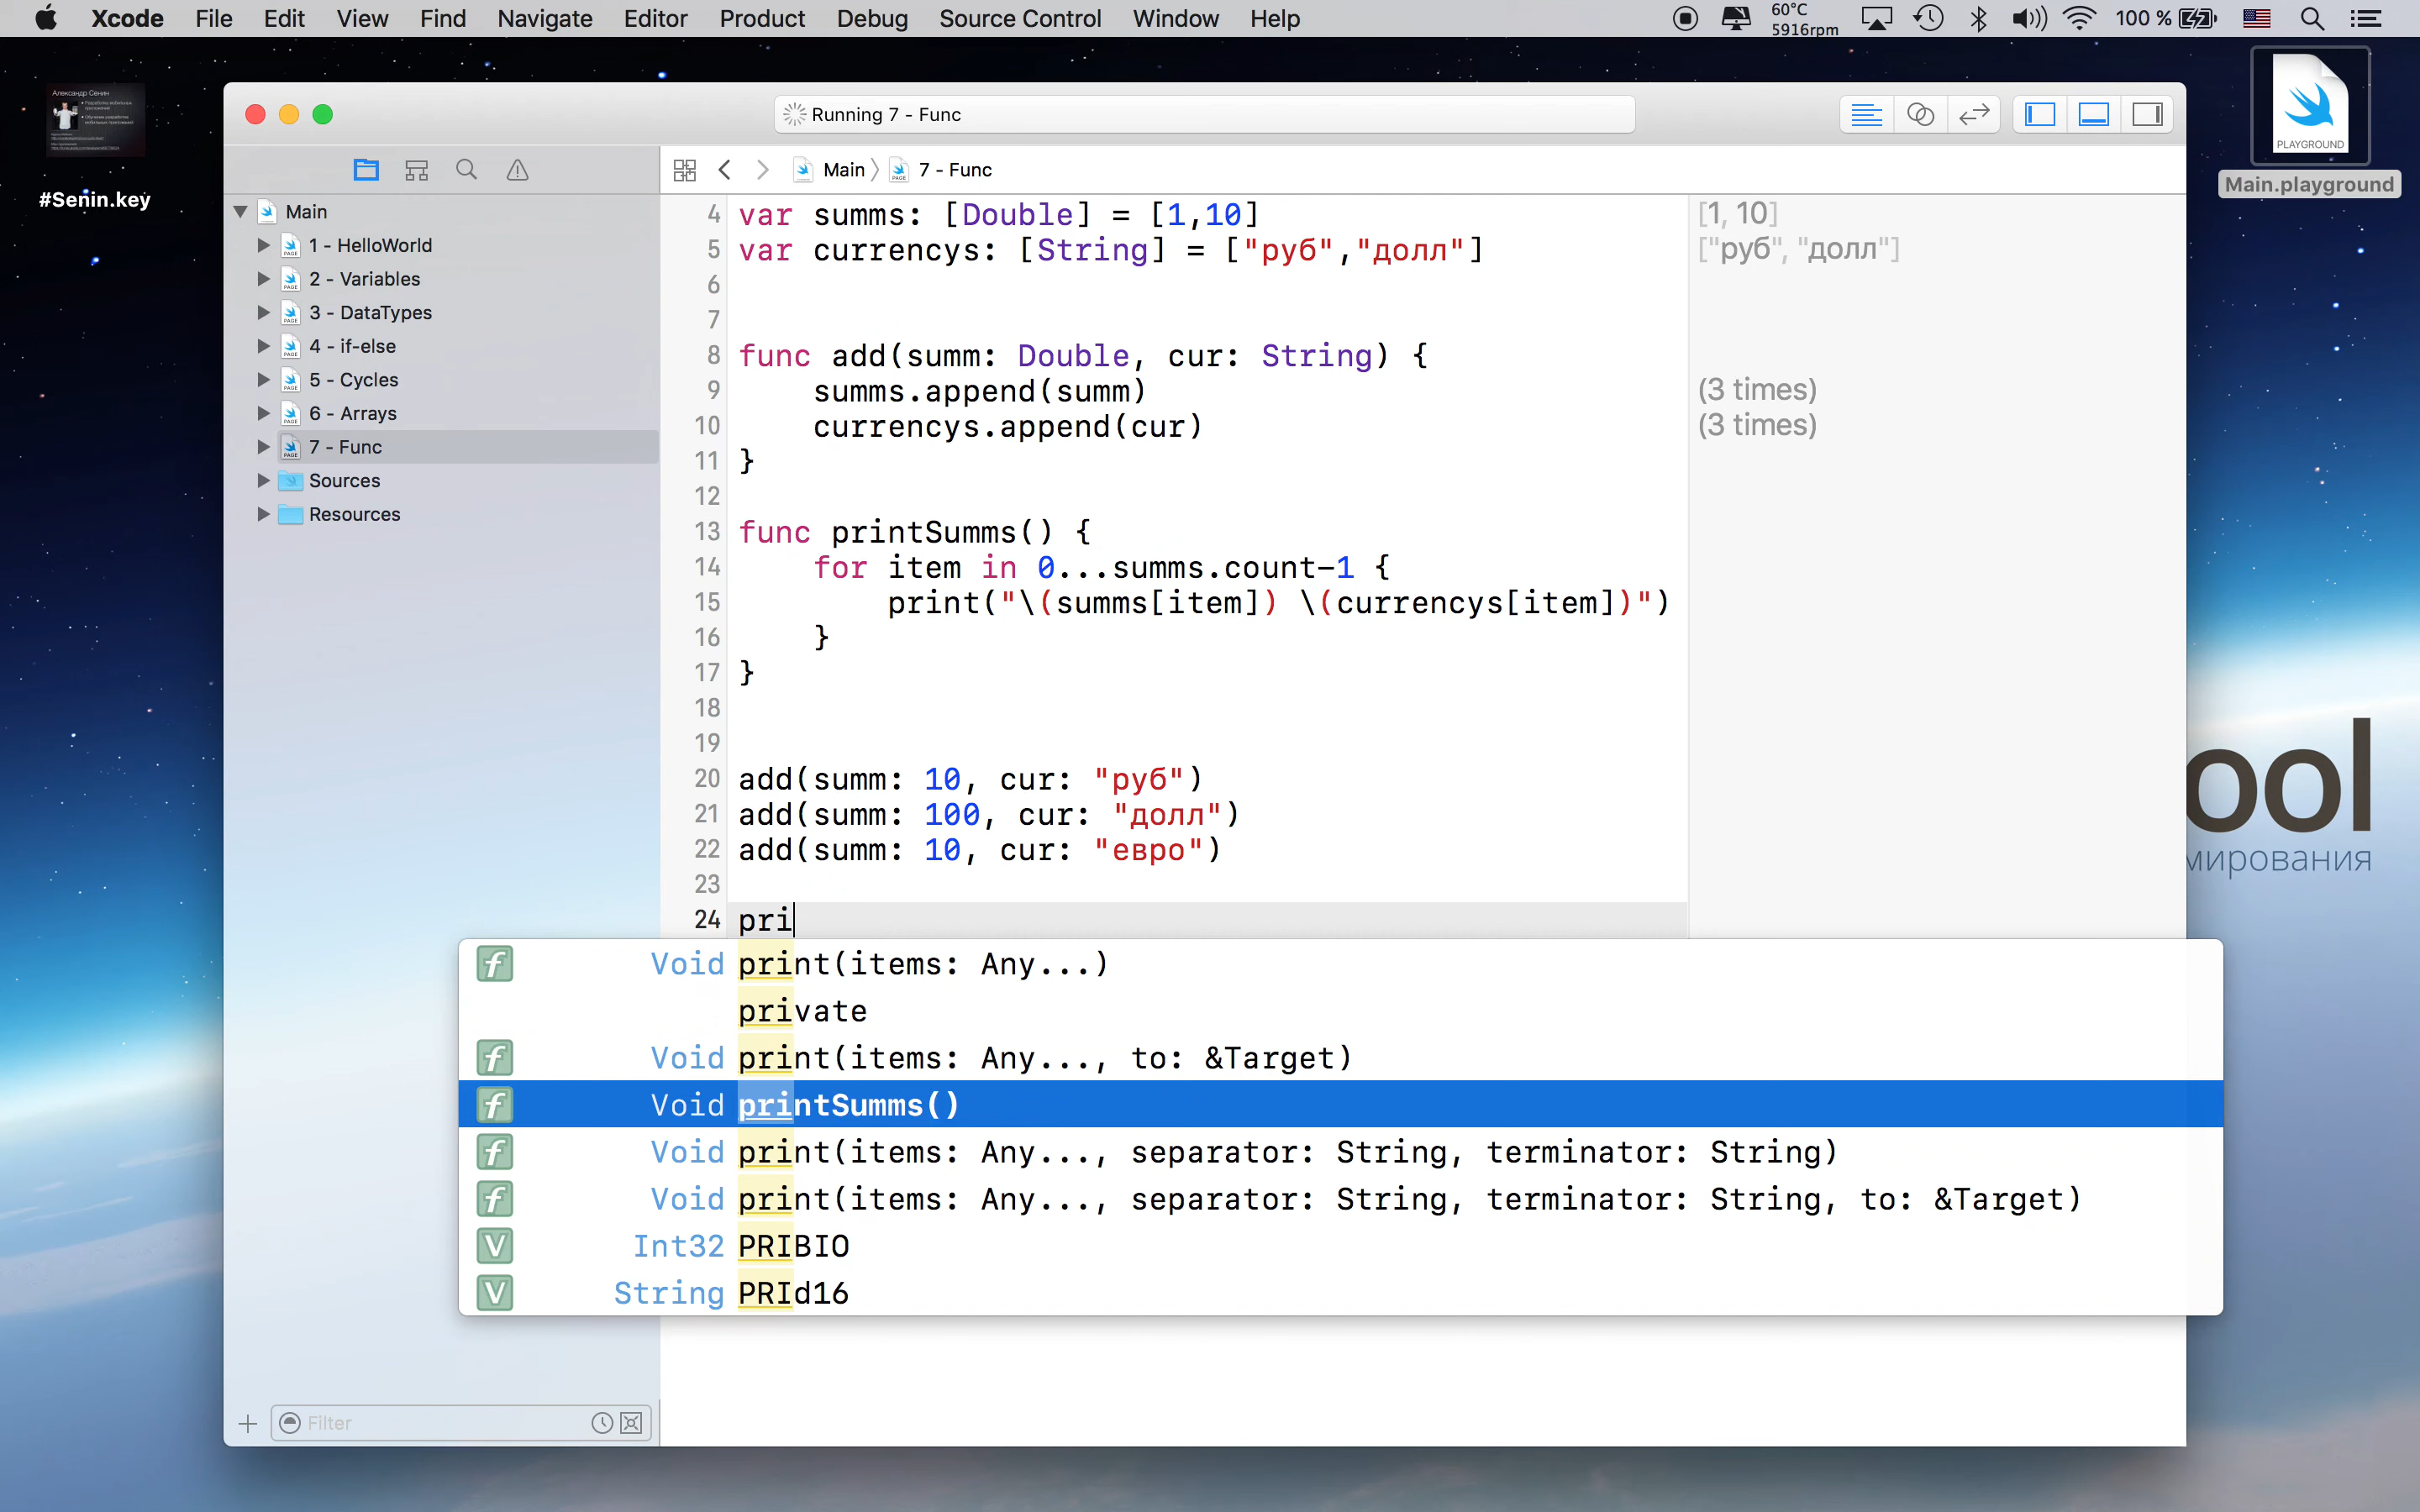 Xcode File Edit View Find Navigate Editor Product Debug Source Control Window Help
60°C
5916rpm
100 %
Александр Сенин
#Senin.key
PLAYGROUND
Main.playground
Running 7 - Func
Main 7 - Func
Main
1 - HelloWorld
2 - Variables
3 - DataTypes
4 - if-else
5 - Cycles
6 - Arrays
7 - Func
Sources
Resources
4 var summs: [Double] = [1,10] [1, 10]
5 var currencys: [String] = ["руб","долл"] ["руб", "долл"]
6
7
8 func add(summ: Double, cur: String) {
9 summs.append(summ) (3 times)
10 currencys.append(cur) (3 times)
11 }
12
13 func printSumms() {
14 for item in 0...summs.count-1 {
15 print("\(summs[item]) \(currencys[item])")
16 }
17 }
18
19
20 add(summ: 10, cur: "руб")
21 add(summ: 100, cur: "долл")
22 add(summ: 10, cur: "евро")
23
24 pri
f Void print(items: Any...)
private
f Void print(items: Any..., to: &Target)
f Void printSumms()
f Void print(items: Any..., separator: String, terminator: String)
f Void print(items: Any..., separator: String, terminator: String, to: &Target)
V Int32 PRIBIO
V String PRId16
Filter
ool
мирования